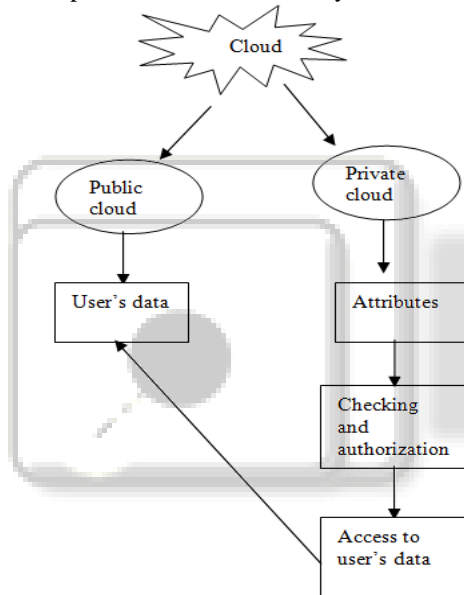 Cloud
Public
cloud
Private
cloud
User's data
Attributes
Checking
and
authorization
Access to
user's data